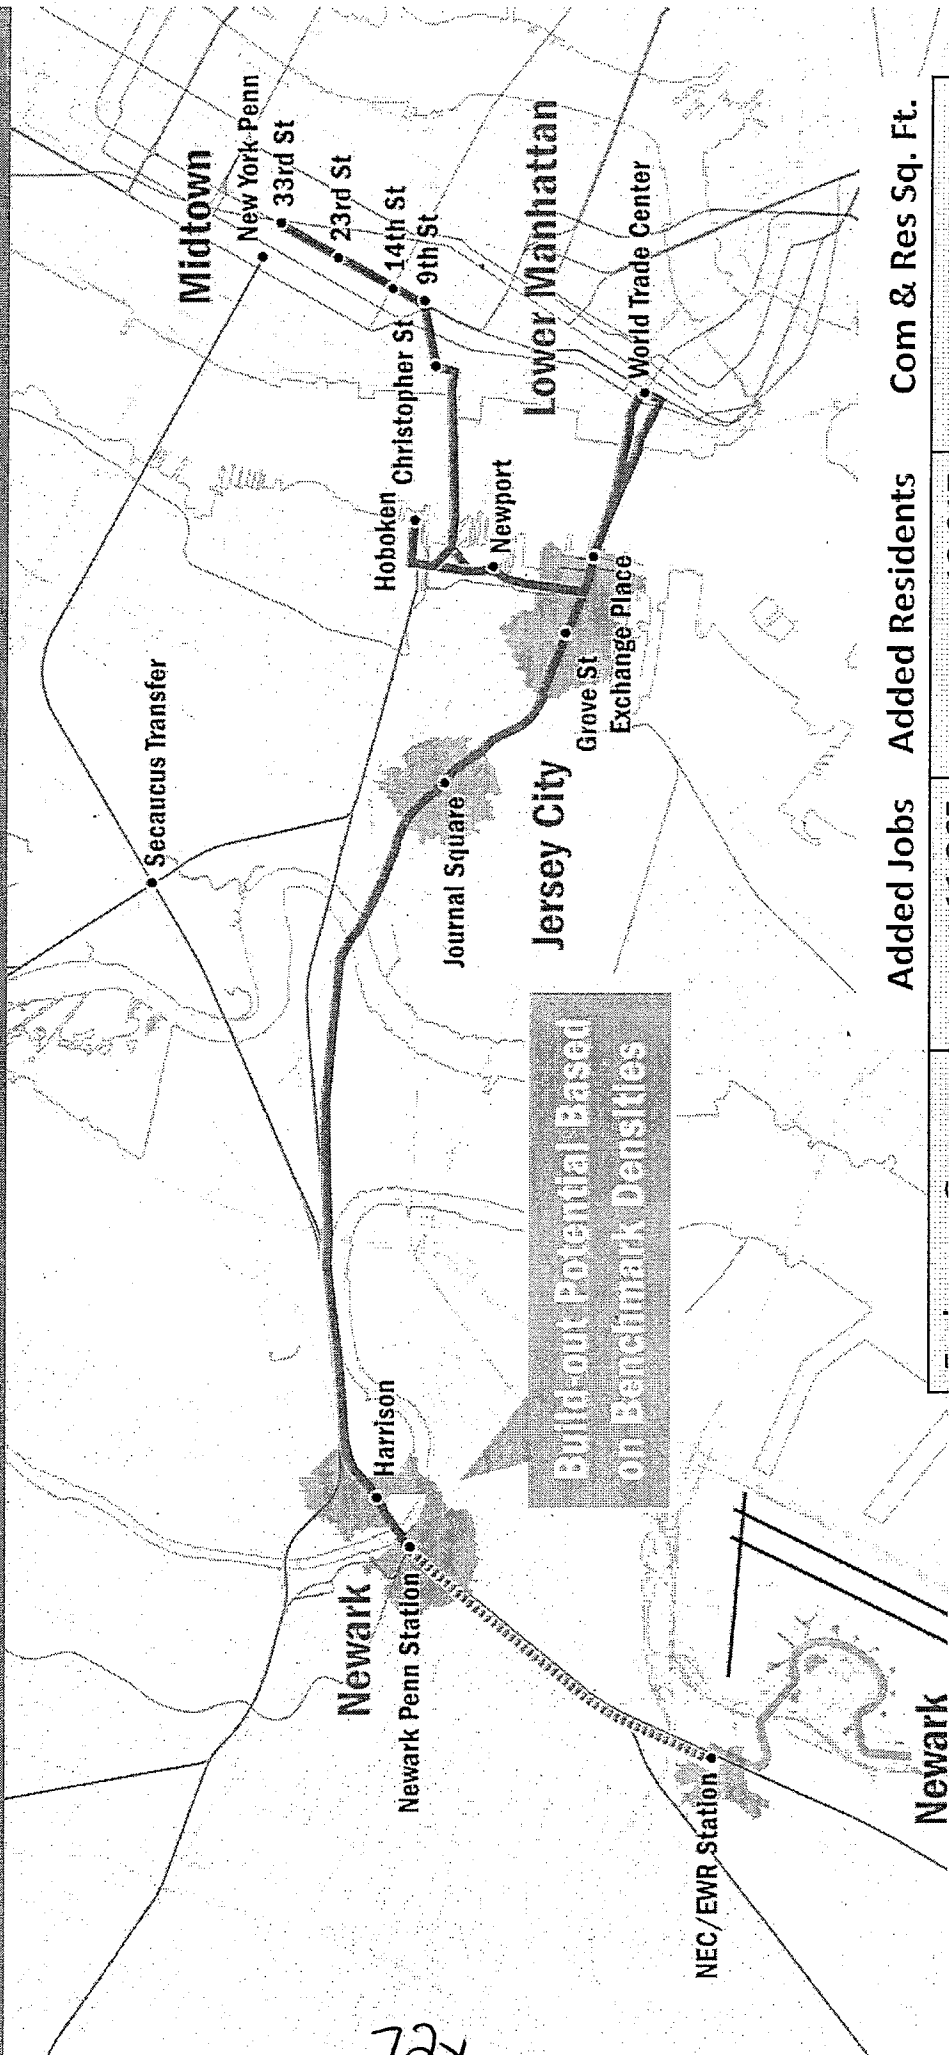 Midtown
New York Penn
33rd St
23rd St
14th St
9th St
Christopher St
Hoboken
Newport
Lower Manhattan
World Trade Center
Secaucus Transfer
Journal Square
Jersey City
Grove St
Exchange Place
Build-out Potential Based
on Benchmark Densities
Harrison
Newark
Newark Penn Station
NEC/EWR Station
Newark
Added Jobs Added Residents Com & Res Sq. Ft.
72x